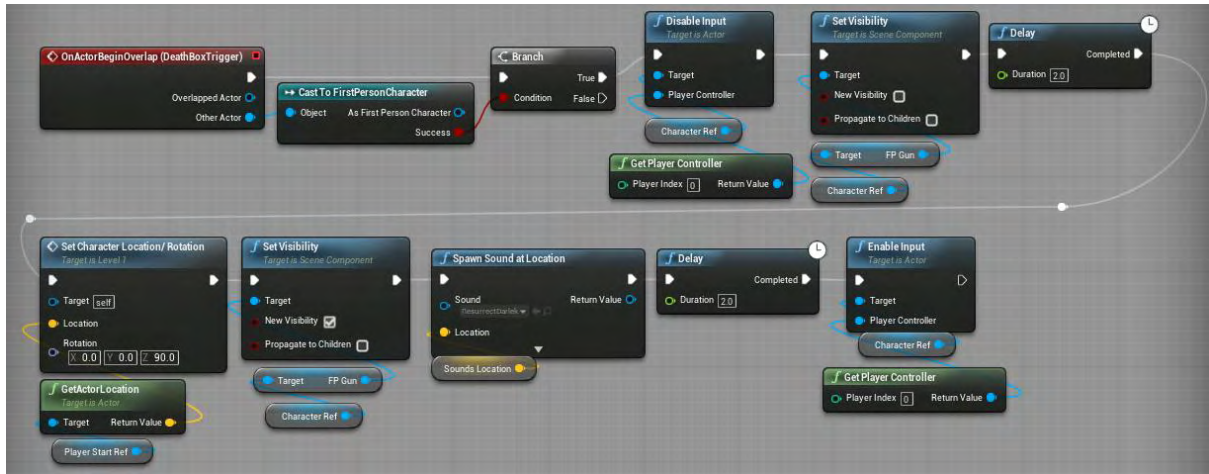 OnActorBeginOverlap (DeathBoxTrigger)
Overlapped Actor
Other Actor
Cast To FirstPersonCharacter
Object As First Person Character
Success
Branch
True
Condition False
Disable Input
Target is Actor
Target
Player Controller
Character Ref
Get Player Controller
Player Index 0 Return Value
Set Visibility
Target is Scene Component
Target
New Visibility
Propagate to Children
Target FP Gun
Character Ref
Delay
Completed
Duration 2.0
Set Character Location/ Rotation
Target is Level 1
Target self
Location
Rotation
X 0.0 Y 0.0 Z 90.0
GetActorLocation
Target is Actor
Target Return Value
Player Start Ref
Set Visibility
Target is Scene Component
Target
New Visibility
Propagate to Children
Target FP Gun
Character Ref
Spawn Sound at Location
Sound Return Value
Location
Sounds Location
Delay
Completed
Duration 2.0
Enable Input
Target is Actor
Target
Player Controller
Character Ref
Get Player Controller
Player Index 0 Return Value